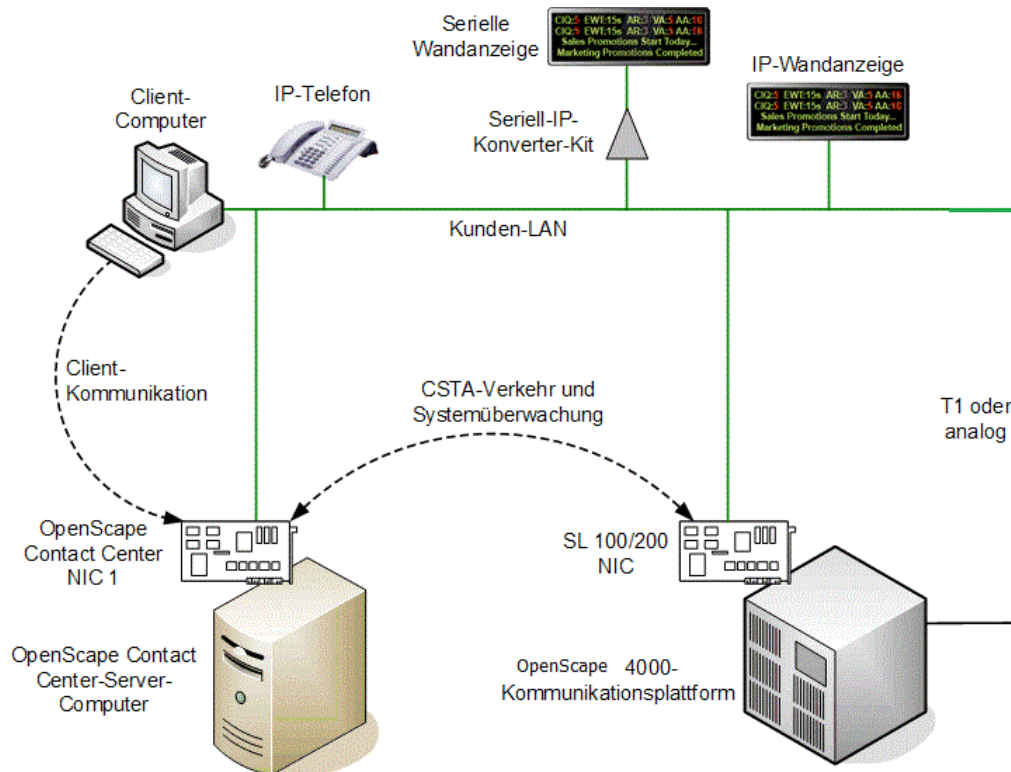 Serielle
Wandanzeige
CIQ:5 EWT:15s AR:3 VA:5 AA:16
CIQ:5 EWT:15s AR:3 VA:5 AA:16
Sales Promotions Start Today...
Marketing Promotions Completed
IP-Wandanzeige
CIQ:5 EWT:15s AR:3 VA:5 AA:16
CIQ:5 EWT:15s AR:3 VA:5 AA:16
Sales Promotions Start Today...
Marketing Promotions Completed
Client-
Computer
IP-Telefon
Seriell-IP-
Konverter-Kit
Kunden-LAN
Client-
Kommunikation
CSTA-Verkehr und
Systemüberwachung
T1 oder
analog
OpenScape
Contact Center
NIC 1
SL 100/200
NIC
OpenScape Contact
Center-Server-
Computer
OpenScape 4000-
Kommunikationsplattform